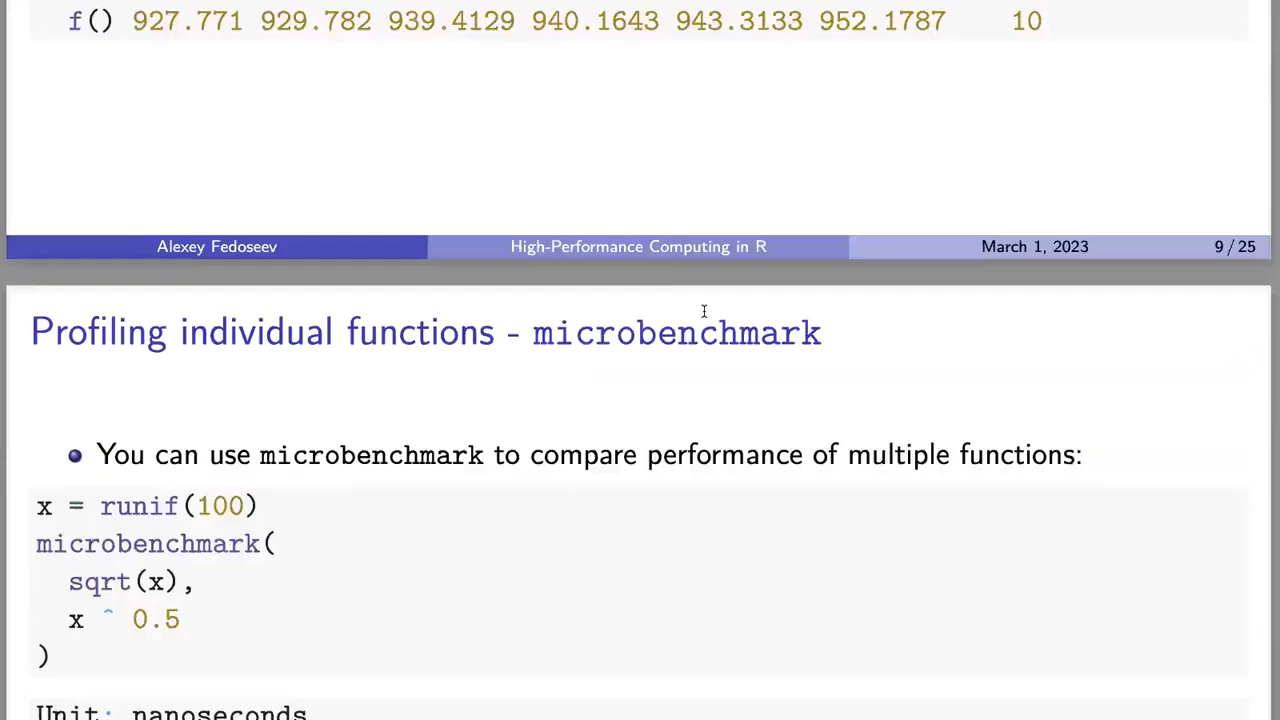 f() 927.771 929.782 939.4129 940.1643 943.3133 952.1787 10
Alexey Fedoseev High-Performance Computing in R March 1, 2023 9 / 25
Profiling individual functions - microbenchmark
You can use microbenchmark to compare performance of multiple functions:
x = runif(100)
microbenchmark(
sqrt(x),
x ^ 0.5
)
Unit: nanoseconds